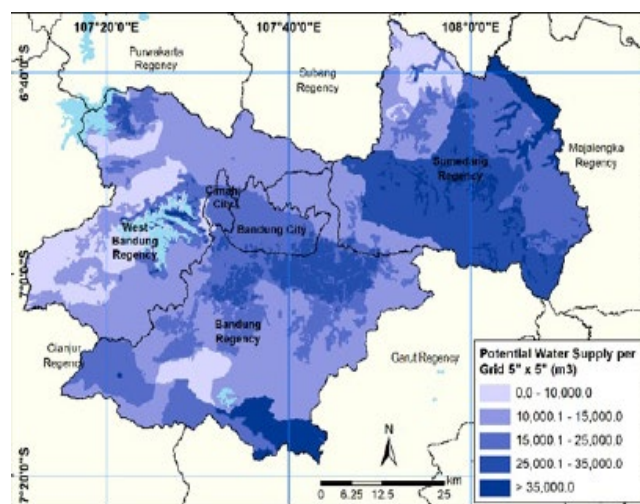 107°20'0"E
107°40'0"E
108°0'0"E
6°40'0"S
7°0'0"S
7°20'0"S
Purwakarta
Regency
Subang
Regency
Majalengka
Regency
Sumedang
Regency
Cimahi
City
Bandung City
West
Bandung
Regency
Bandung
Regency
Cianjur
Regency
Garut Regency
Potential Water Supply per
Grid 5" x 5" (m3)
0.0 - 10,000.0
10,000.1 - 15,000.0
15,000.1 - 25,000.0
25,000.1 - 35,000.0
> 35,000.0
N
km
0 6.25 12.5 25